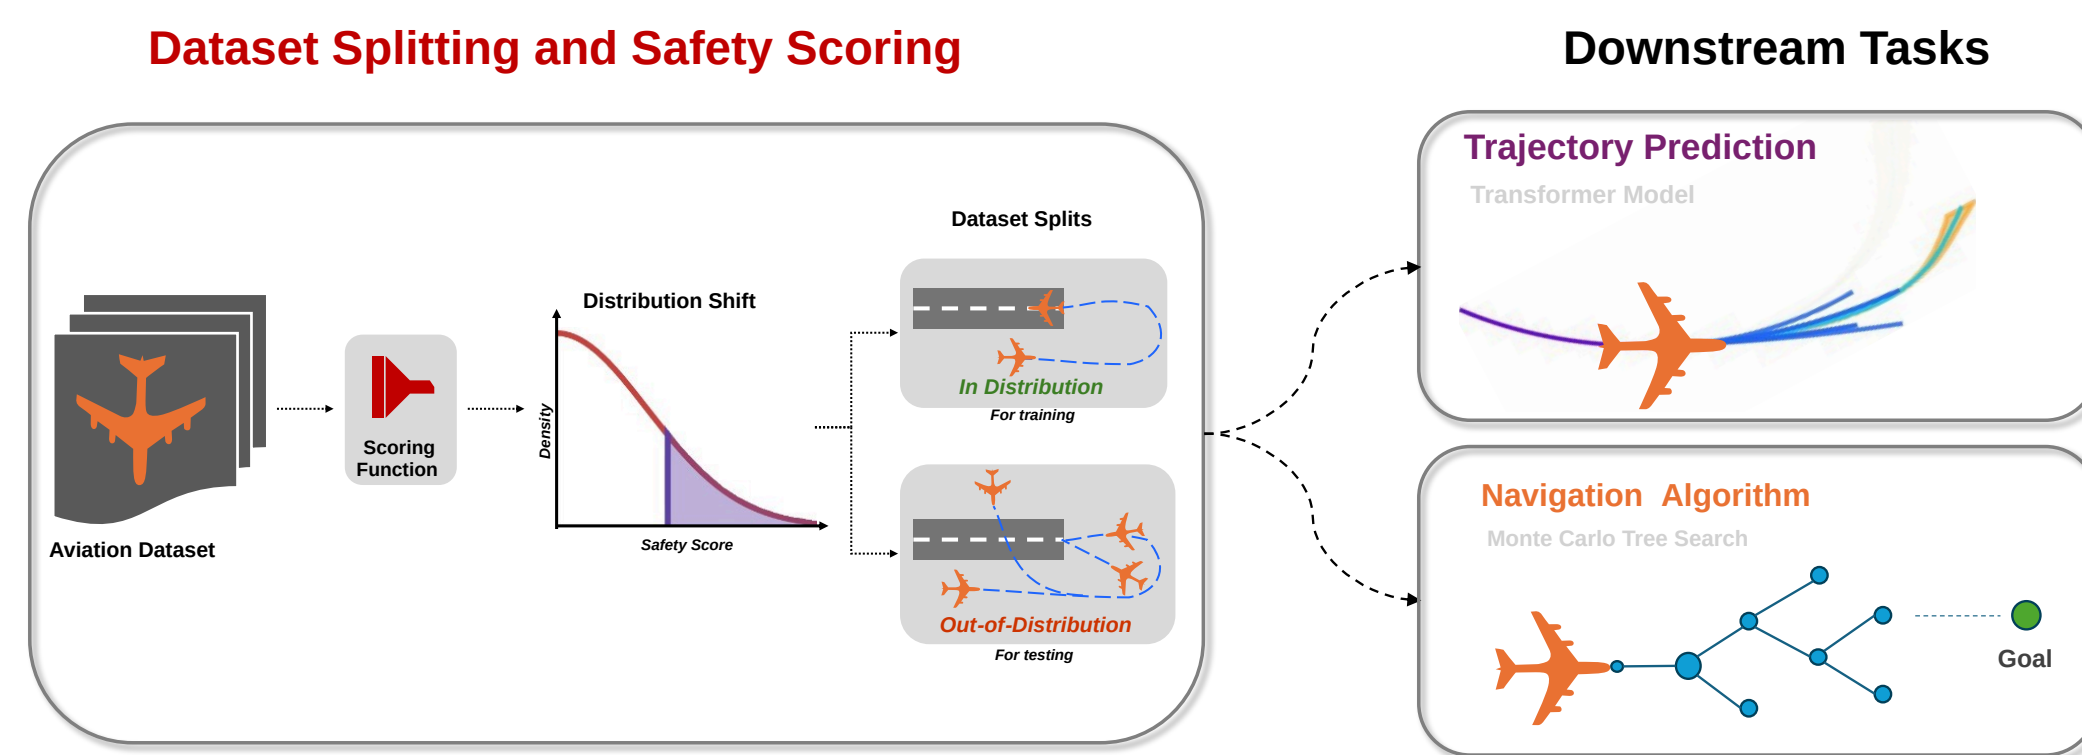 Dataset Splitting and Safety Scoring
Aviation Dataset
Scoring
Function
Distribution Shift
Density
Safety Score
Dataset Splits
In Distribution
For training
Out-of-Distribution
For testing
Downstream Tasks
Trajectory Prediction
Transformer Model
Navigation Algorithm
Monte Carlo Tree Search
Goal